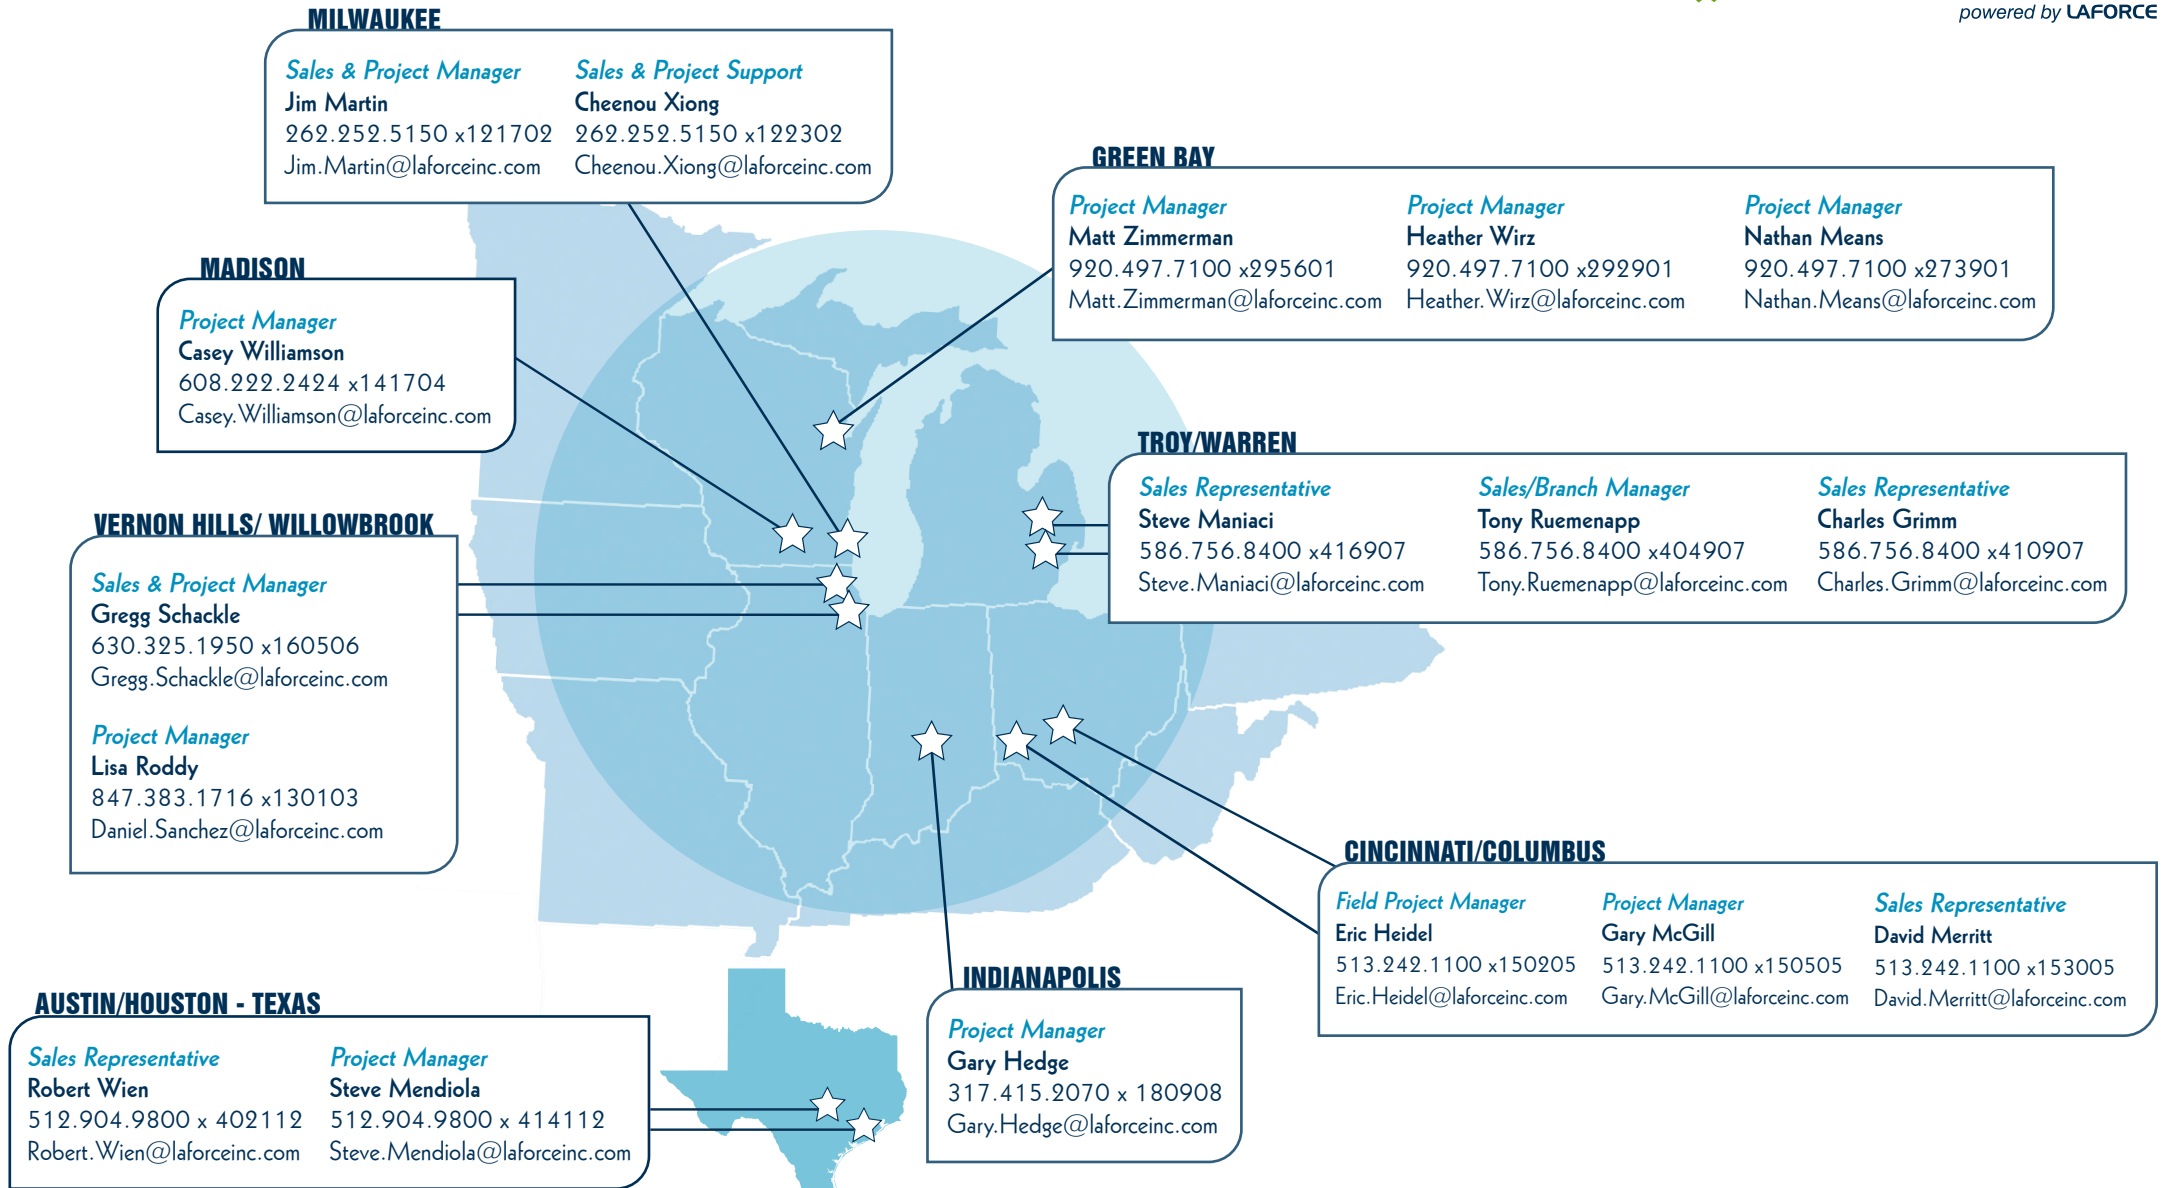 powered by LAFORCE
MILWAUKEE
Sales & Project Manager
Jim Martin
262.252.5150 x121702
Jim.Martin@laforceinc.com
Sales & Project Support
Cheenou Xiong
262.252.5150 x122302
Cheenou.Xiong@laforceinc.com
GREEN BAY
Project Manager
Matt Zimmerman
920.497.7100 x295601
Matt.Zimmerman@laforceinc.com
Project Manager
Heather Wirz
920.497.7100 x292901
Heather.Wirz@laforceinc.com
Project Manager
Nathan Means
920.497.7100 x273901
Nathan.Means@laforceinc.com
MADISON
Project Manager
Casey Williamson
608.222.2424 x141704
Casey.Williamson@laforceinc.com
TROY/WARREN
Sales Representative
Steve Maniaci
586.756.8400 x416907
Steve.Maniaci@laforceinc.com
Sales/Branch Manager
Tony Ruemenapp
586.756.8400 x404907
Tony.Ruemenapp@laforceinc.com
Sales Representative
Charles Grimm
586.756.8400 x410907
Charles.Grimm@laforceinc.com
VERNON HILLS/ WILLOWBROOK
Sales & Project Manager
Gregg Schackle
630.325.1950 x160506
Gregg.Schackle@laforceinc.com
Project Manager
Lisa Roddy
847.383.1716 x130103
Daniel.Sanchez@laforceinc.com
CINCINNATI/COLUMBUS
Field Project Manager
Eric Heidel
513.242.1100 x150205
Eric.Heidel@laforceinc.com
Project Manager
Gary McGill
513.242.1100 x150505
Gary.McGill@laforceinc.com
Sales Representative
David Merritt
513.242.1100 x153005
David.Merritt@laforceinc.com
INDIANAPOLIS
Project Manager
Gary Hedge
317.415.2070 x 180908
Gary.Hedge@laforceinc.com
AUSTIN/HOUSTON - TEXAS
Sales Representative
Robert Wien
512.904.9800 x 402112
Robert.Wien@laforceinc.com
Project Manager
Steve Mendiola
512.904.9800 x 414112
Steve.Mendiola@laforceinc.com